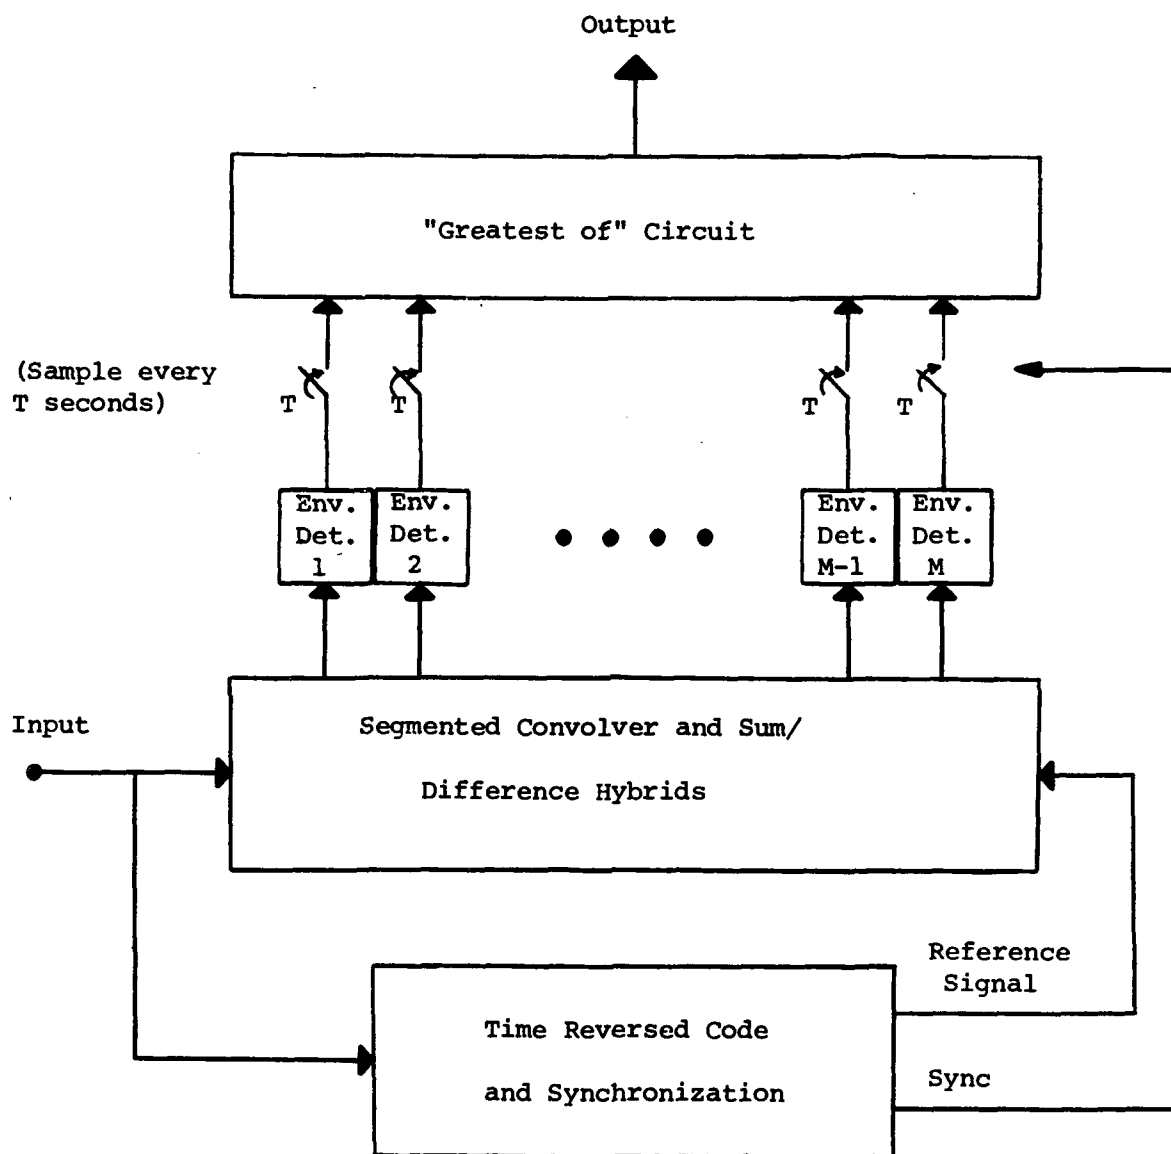 Output
"Greatest of" Circuit
(Sample every
T seconds)
T
T
T
T
Env.
Det.
1
Env.
Det.
2
Env.
Det.
M-1
Env.
Det.
M
Input
Segmented Convolver and Sum/
Difference Hybrids
Reference
Signal
Time Reversed Code
and Synchronization
Sync